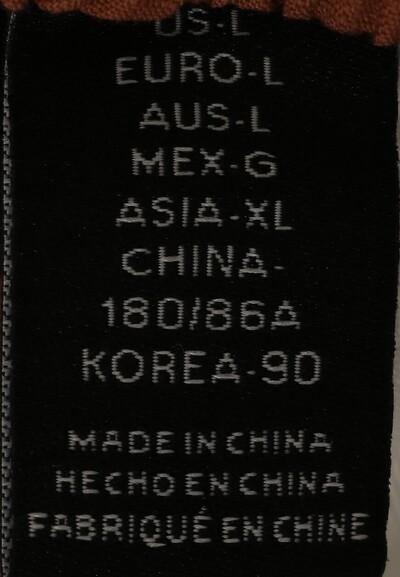 US-L
EURO-L
AUS-L
MEX-G
ASIA-XL
CHINA-
180/86A
KOREA-90
MADE IN CHINA
HECHO EN CHINA
FABRIQUÉ EN CHINE